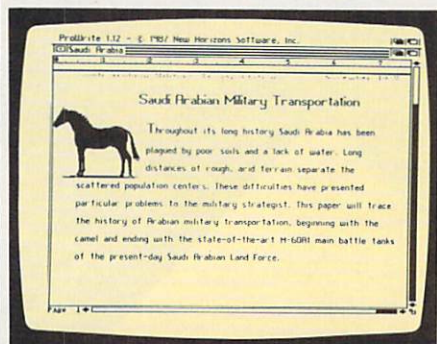 ProWrite 1.12 - © 1987 New Horizons Software, Inc.
Saudi Arabia
Saudi Arabian Military Transportation
Throughout its long history Saudi Arabia has been
plagued by poor soils and a lack of water. Long
distances of rough, arid terrain separate the
scattered population centers. These difficulties have presented
particular problems to the military strategist. This paper will trace
the history of Arabian military transportation, beginning with the
camel and ending with the state-of-the-art M-60A1 main battle tanks
of the present-day Saudi Arabian Land Force.
Page 1